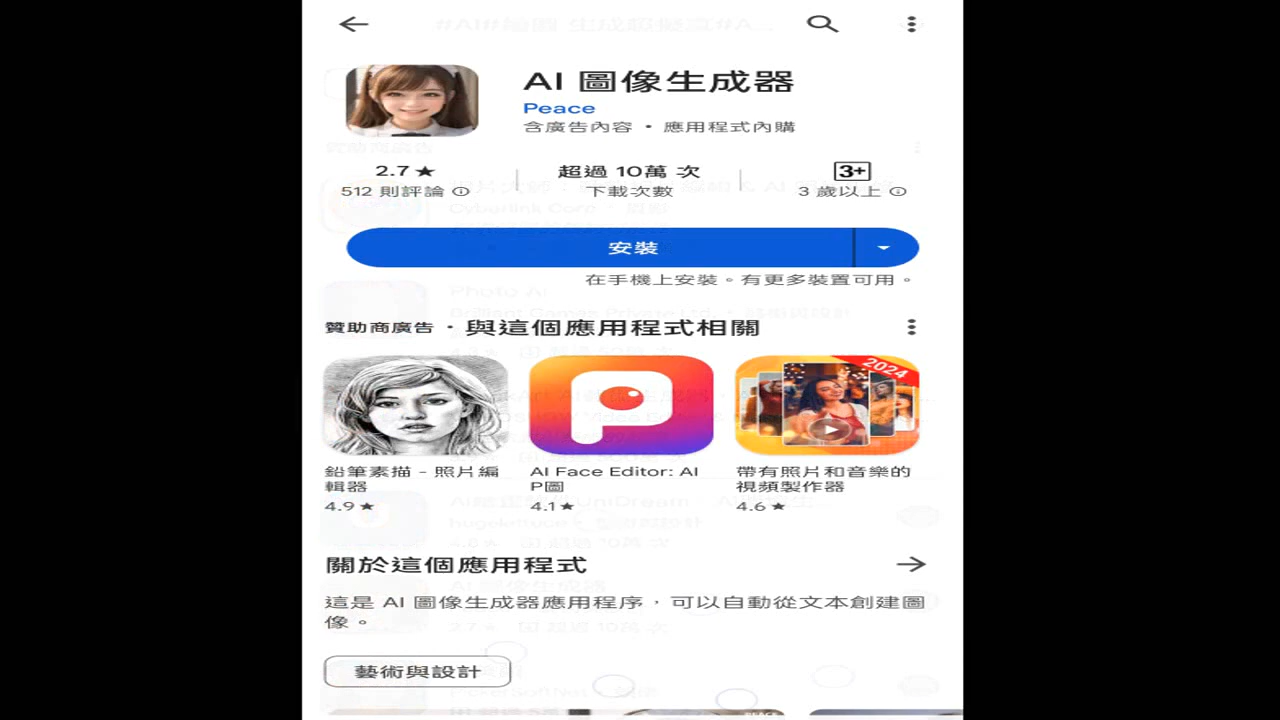 AI 圖像生成器
Peace
含廣告內容 • 應用程式內購
2.7★
512 則評論
超過 10萬 次
下載次數
3+
3 歲以上
安裝
在手機上安裝。有更多裝置可用。
贊助商廣告 • 與這個應用程式相關
2024
鉛筆素描 - 照片編
輯器
4.9 ★
AI Face Editor: AI
P圖
4.1★
帶有照片和音樂的
視頻製作器
4.6 ★
關於這個應用程式
這是 AI 圖像生成器應用程序，可以自動從文本創建圖
像。
藝術與設計